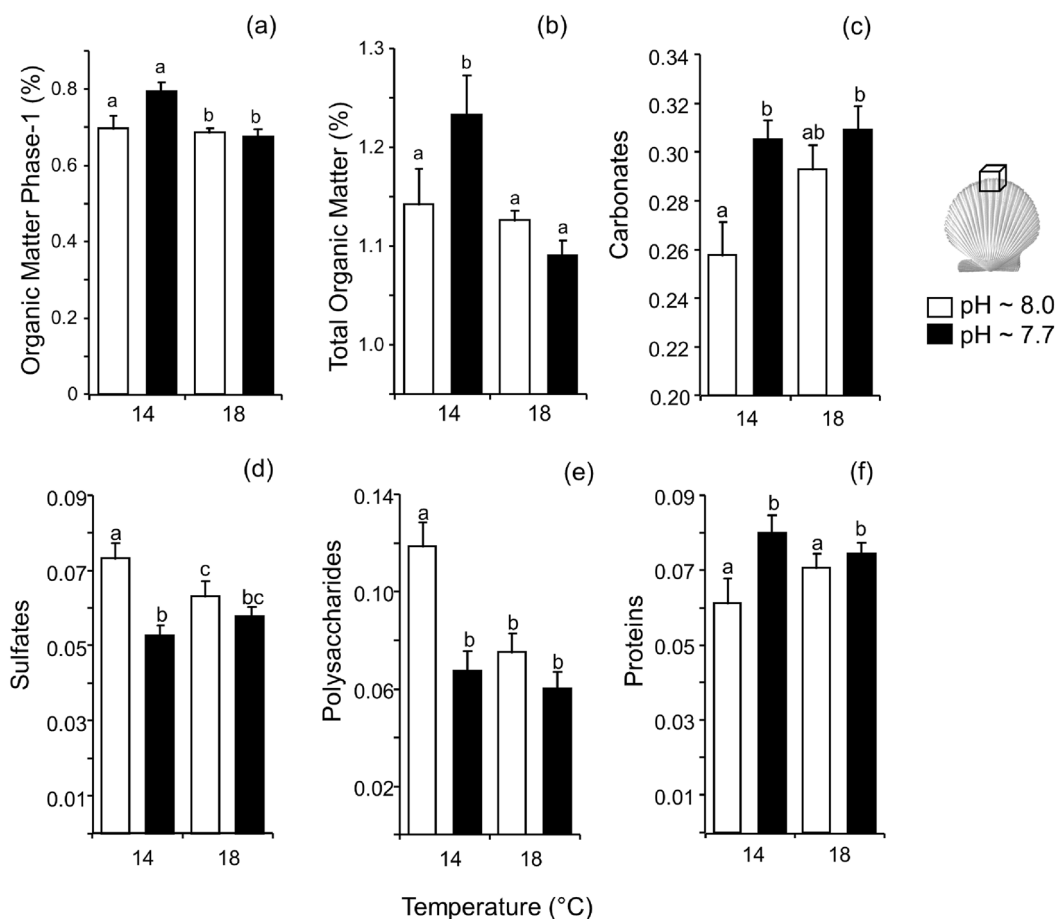 (a)
Organic Matter Phase-1 (%)
0.8
0.6
0.4
0.2
0
a
a
b
b
14
18
(b)
Total Organic Matter (%)
1.3
1.2
1.1
1.0
a
b
a
a
14
18
(c)
Carbonates
0.34
0.32
0.30
0.28
0.26
0.24
0.22
0.20
a
b
ab
b
14
18
pH ~ 8.0
pH ~ 7.7
(d)
Sulfates
0.09
0.07
0.05
0.03
0.01
a
b
c
bc
14
18
(e)
Polysaccharides
0.14
0.10
0.06
0.02
a
b
b
b
14
18
(f)
Proteins
0.09
0.07
0.05
0.03
0.01
a
b
a
b
14
18
Temperature (°C)